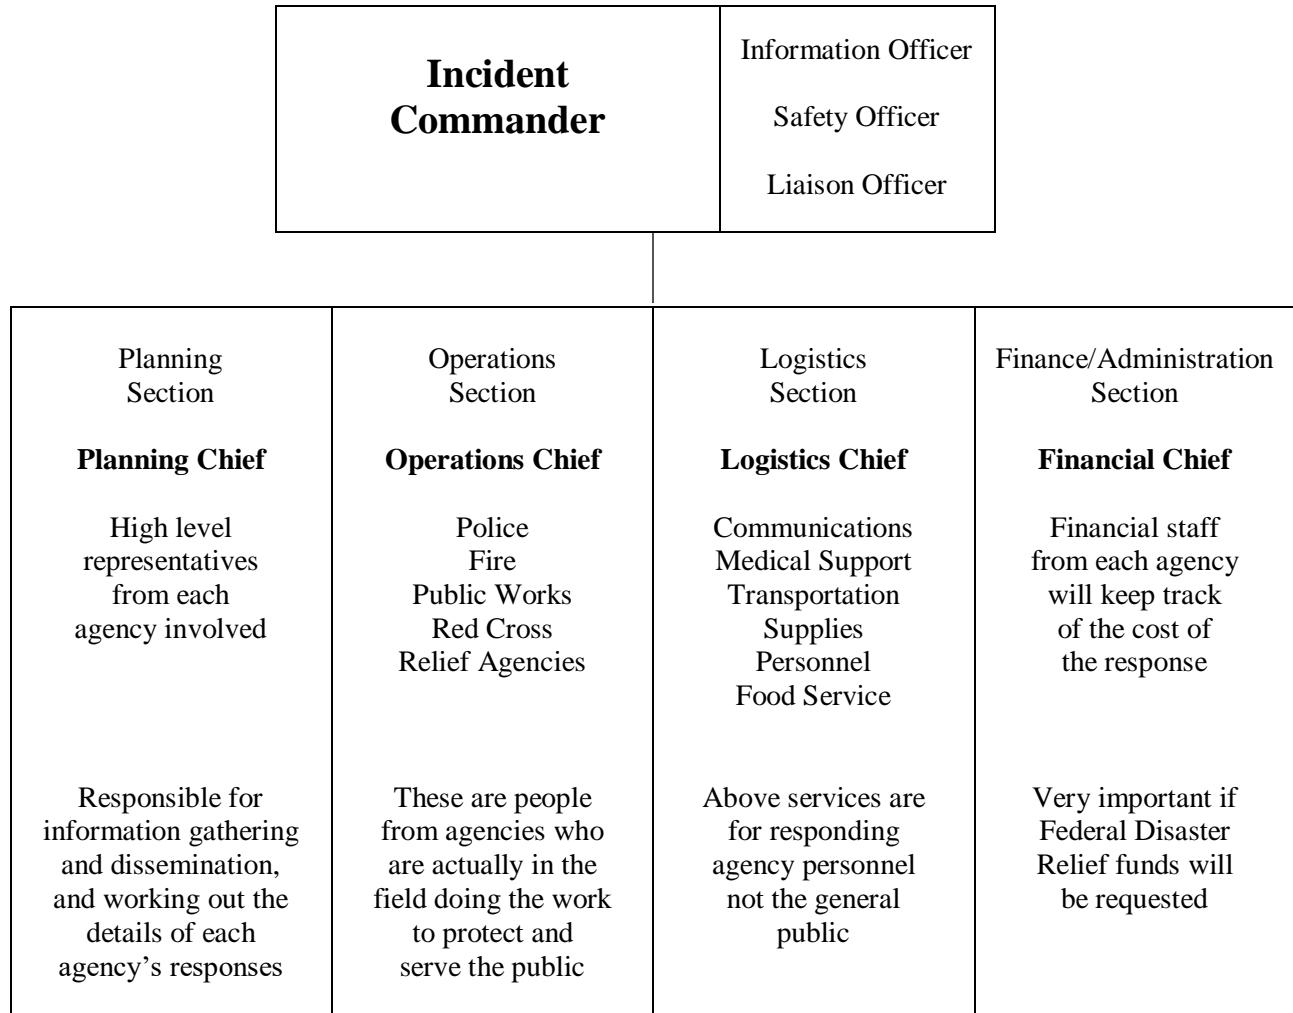 Incident
Commander
Information Officer
Safety Officer
Liaison Officer
Planning
Section
Planning Chief
High level
representatives
from each
agency involved
Responsible for
information gathering
and dissemination,
and working out the
details of each
agency’s responses
Operations
Section
Operations Chief
Police
Fire
Public Works
Red Cross
Relief Agencies
These are people
from agencies who
are actually in the
field doing the work
to protect and
serve the public
Logistics
Section
Logistics Chief
Communications
Medical Support
Transportation
Supplies
Personnel
Food Service
Above services are
for responding
agency personnel
not the general
public
Finance/Administration
Section
Financial Chief
Financial staff
from each agency
will keep track
of the cost of
the response
Very important if
Federal Disaster
Relief funds will
be requested